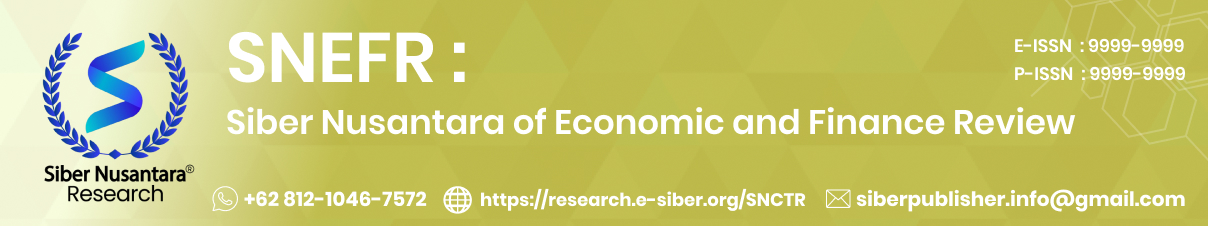 SNEFR :
Siber Nusantara of Economic and Finance Review
E-ISSN : 9999-9999
P-ISSN : 9999-9999
Siber Nusantara®
Research
+62 812-1046-7572
https://research.e-siber.org/SNCTR
siberpublisher.info@gmail.com